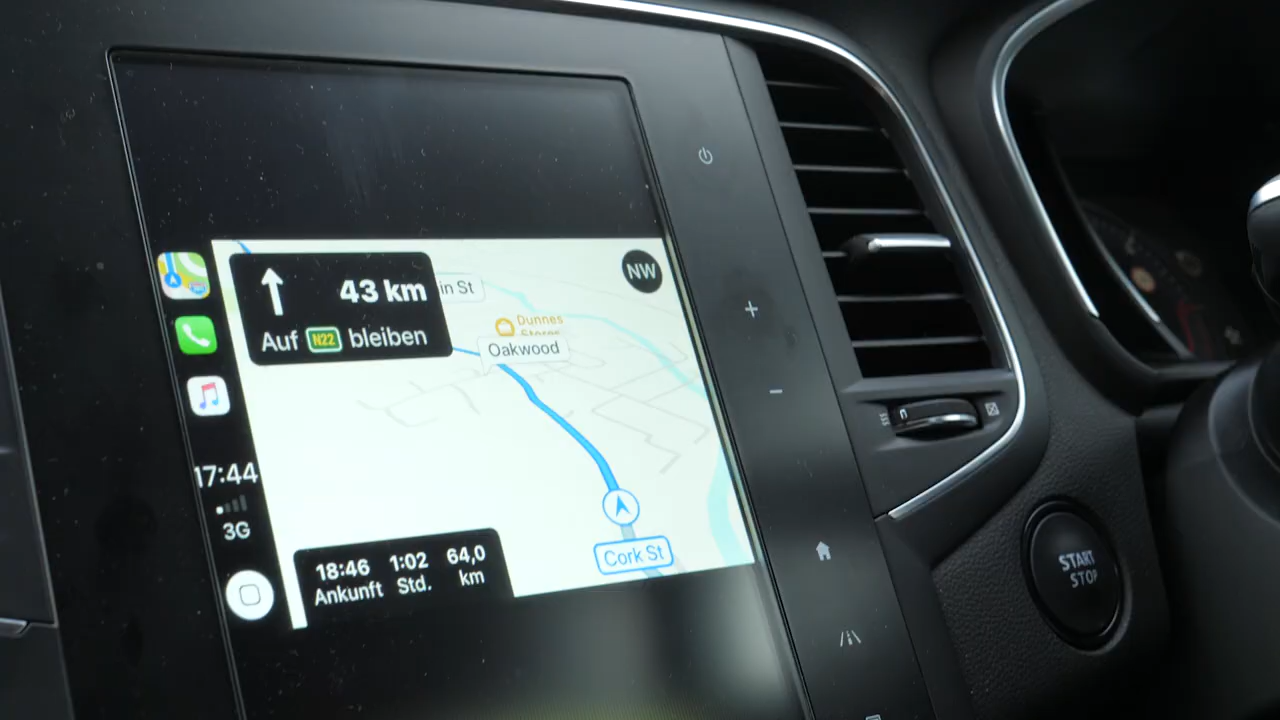 NW
43 km
Auf N22 bleiben
in St
Dunnes
Stores
Oakwood
17:44
3G
Cork St
18:46 1:02 64,0
Ankunft Std. km
START
STOP